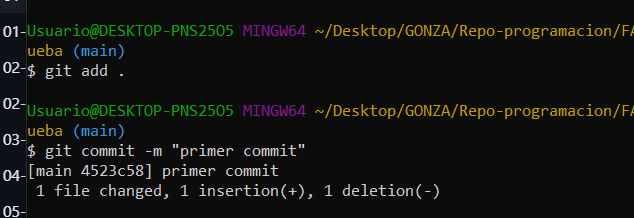 01-
Usuario@DESKTOP-PNS25O5 MINGW64 ~/Desktop/GONZA/Repo-programacion/FA
ueba (main)
02-
$ git add .
02-
Usuario@DESKTOP-PNS25O5 MINGW64 ~/Desktop/GONZA/Repo-programacion/FA
ueba (main)
03-
$ git commit -m "primer commit"
[main 4523c58] primer commit
04-
1 file changed, 1 insertion(+), 1 deletion(-)
05-